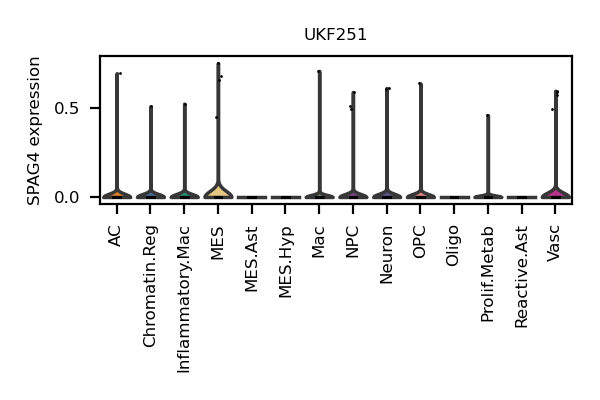 UKF251
SPAG4 expression
0.5
0.0
AC
Chromatin.Reg
Inflammatory.Mac
MES
MES.Ast
MES.Hyp
Mac
NPC
Neuron
OPC
Oligo
Prolif.Metab
Reactive.Ast
Vasc